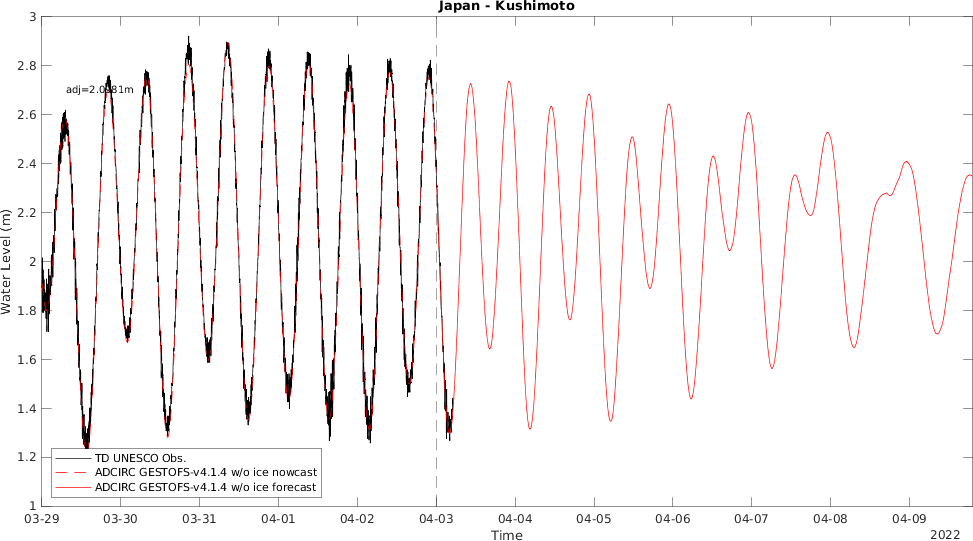 Japan - Kushimoto
3
2.8
2.6
2.4
2.2
2
1.8
1.6
1.4
1.2
1
Water Level (m)
TD UNESCO Obs.
ADCIRC GESTOFS-v4.1.4 w/o ice nowcast
ADCIRC GESTOFS-v4.1.4 w/o ice forecast
03-29 03-30 03-31 04-01 04-02 04-03 04-04 04-05 04-06 04-07 04-08 04-09
Time
2022